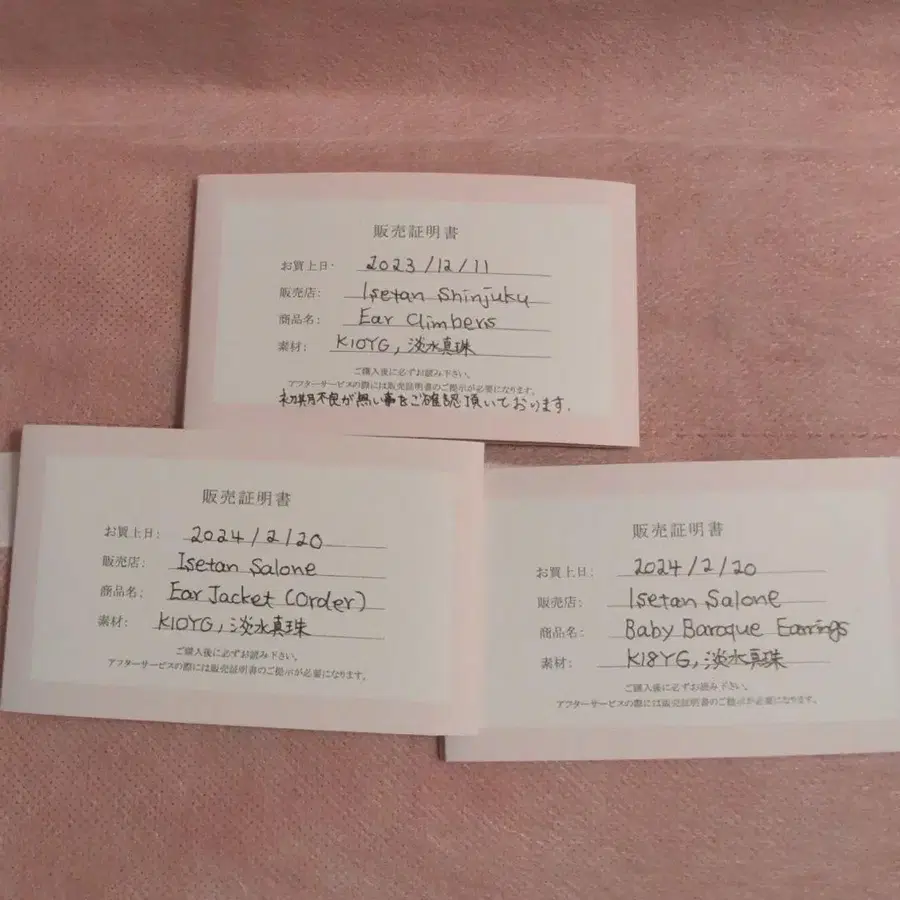 販売証明書
お買上日: 2023/12/11
販売店: Isetan Shinjuku
商品名: Ear Climbers
素材: K10YG, 淡水真珠
ご購入後に必ずお読み下さい。
アフターサービスの際には販売証明書のご提示が必要になります。
初期不良が無い事をご確認頂いております。
販売証明書
お買上日: 2024/2/20
販売店: Isetan Salone
商品名: Ear Jacket (Order)
素材: K10YG, 淡水真珠
ご購入後に必ずお読み下さい。
アフターサービスの際には販売証明書のご提示が必要になります。
販売証明書
お買上日: 2024/2/20
販売店: Isetan Salone
商品名: Baby Baroque Earrings
素材: K18YG, 淡水真珠
ご購入後に必ずお読み下さい。
アフターサービスの際には販売証明書のご提示が必要になります。